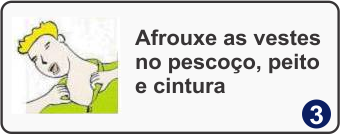 Afrouxe as vestes
no pescoço, peito
e cintura
3